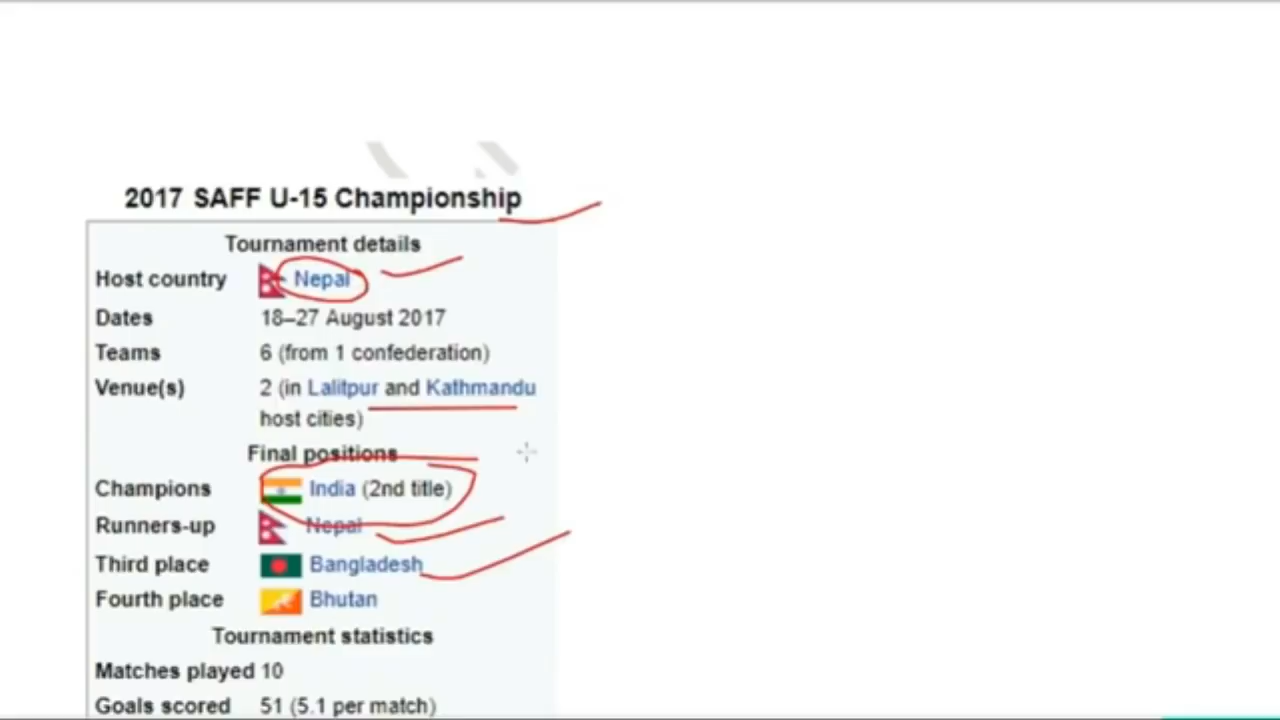 2017 SAFF U-15 Championship
Tournament details
Host country Nepal
Dates 18–27 August 2017
Teams 6 (from 1 confederation)
Venue(s) 2 (in Lalitpur and Kathmandu
host cities)
Final positions
Champions India (2nd title)
Runners-up Nepal
Third place Bangladesh
Fourth place Bhutan
Tournament statistics
Matches played 10
Goals scored 51 (5.1 per match)